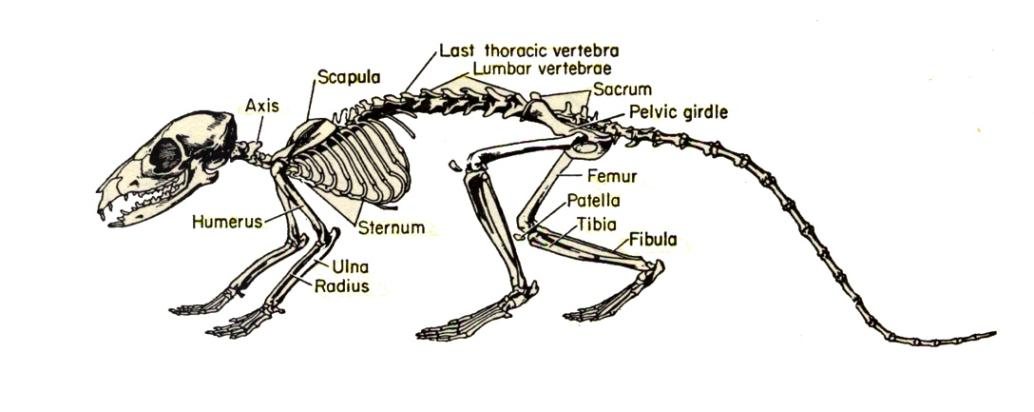 Last thoracic vertebra
Lumbar vertebrae
Scapula
Sacrum
Axis
Pelvic girdle
Femur
Patella
Humerus
Sternum
Tibia
Fibula
Ulna
Radius